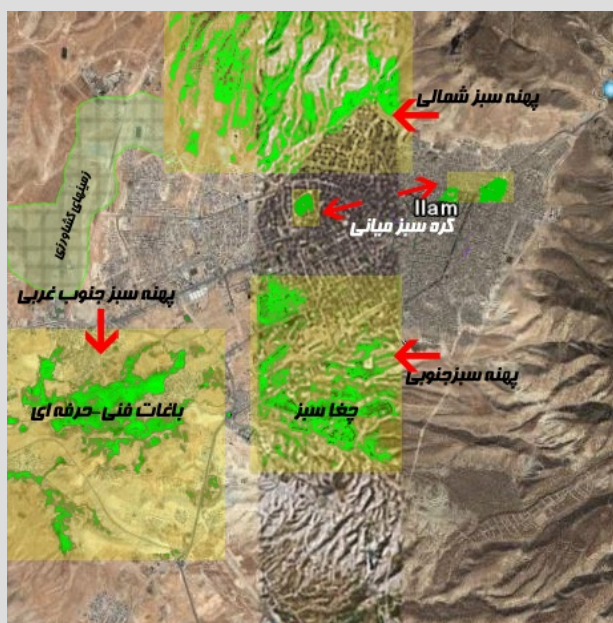 پهنه سبز شمالی
زمینهای کشاورزی
Ilam
کره سبز میانی
پهنه سبز جنوب غربی
پهنه سبزجنوبی
باغات فنی-حرفه ای
چغا سبز